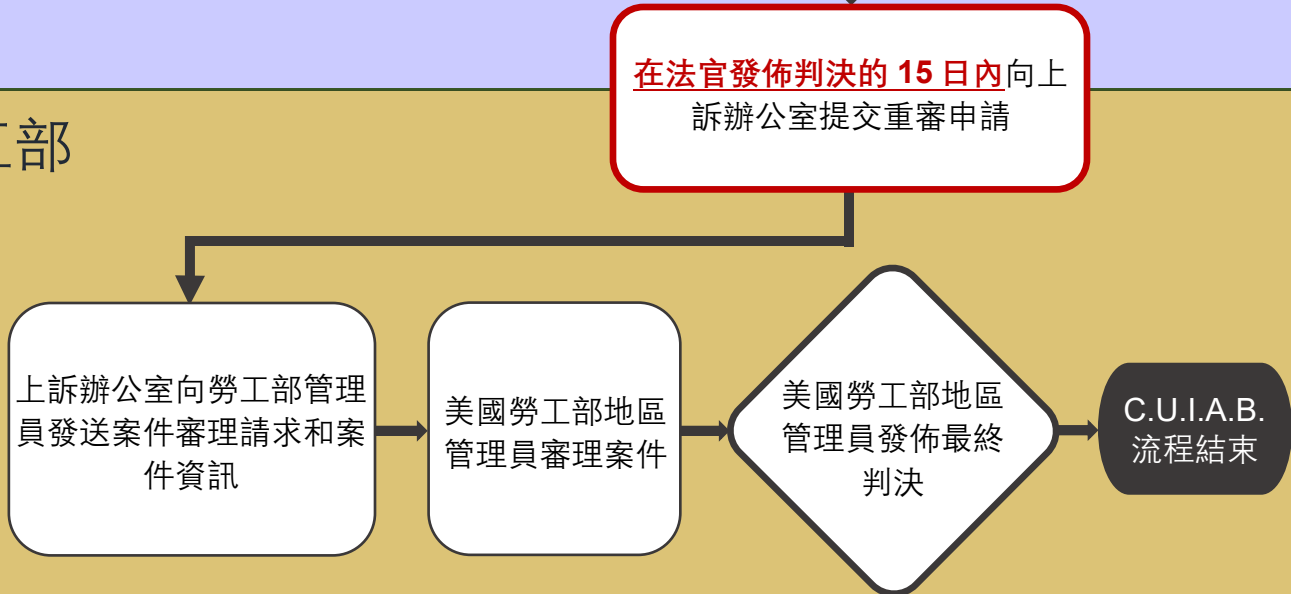 在法官發佈判決的 15 日內向上
訴辦公室提交重審申請
工部
上訴辦公室向勞工部管理
員發送案件審理請求和案
件資訊
美國勞工部地區
管理員審理案件
美國勞工部地區
管理員發佈最終
判決
C.U.I.A.B.
流程結束